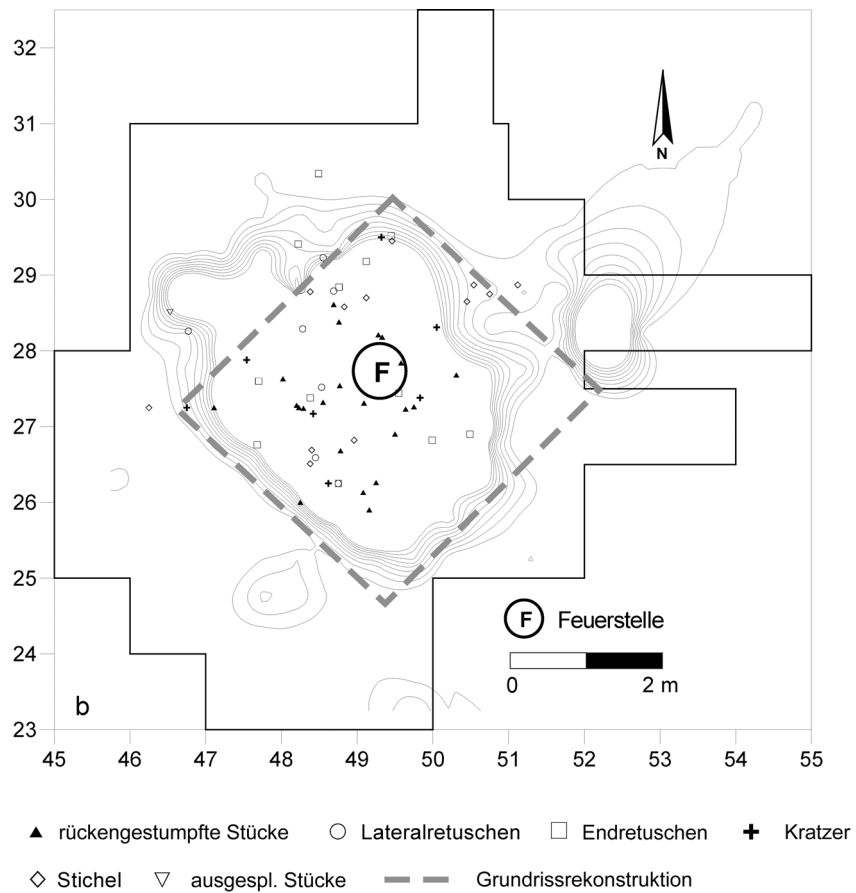 32
31
30
29
28
27
26
25
24
23
N
F
F Feuerstelle
0 2 m
b
45 46 47 48 49 50 51 52 53 54 55
rückengestumpfte Stücke Lateralretuschen Endretuschen Kratzer
Stichel ausgespl. Stücke Grundrissrekonstruktion